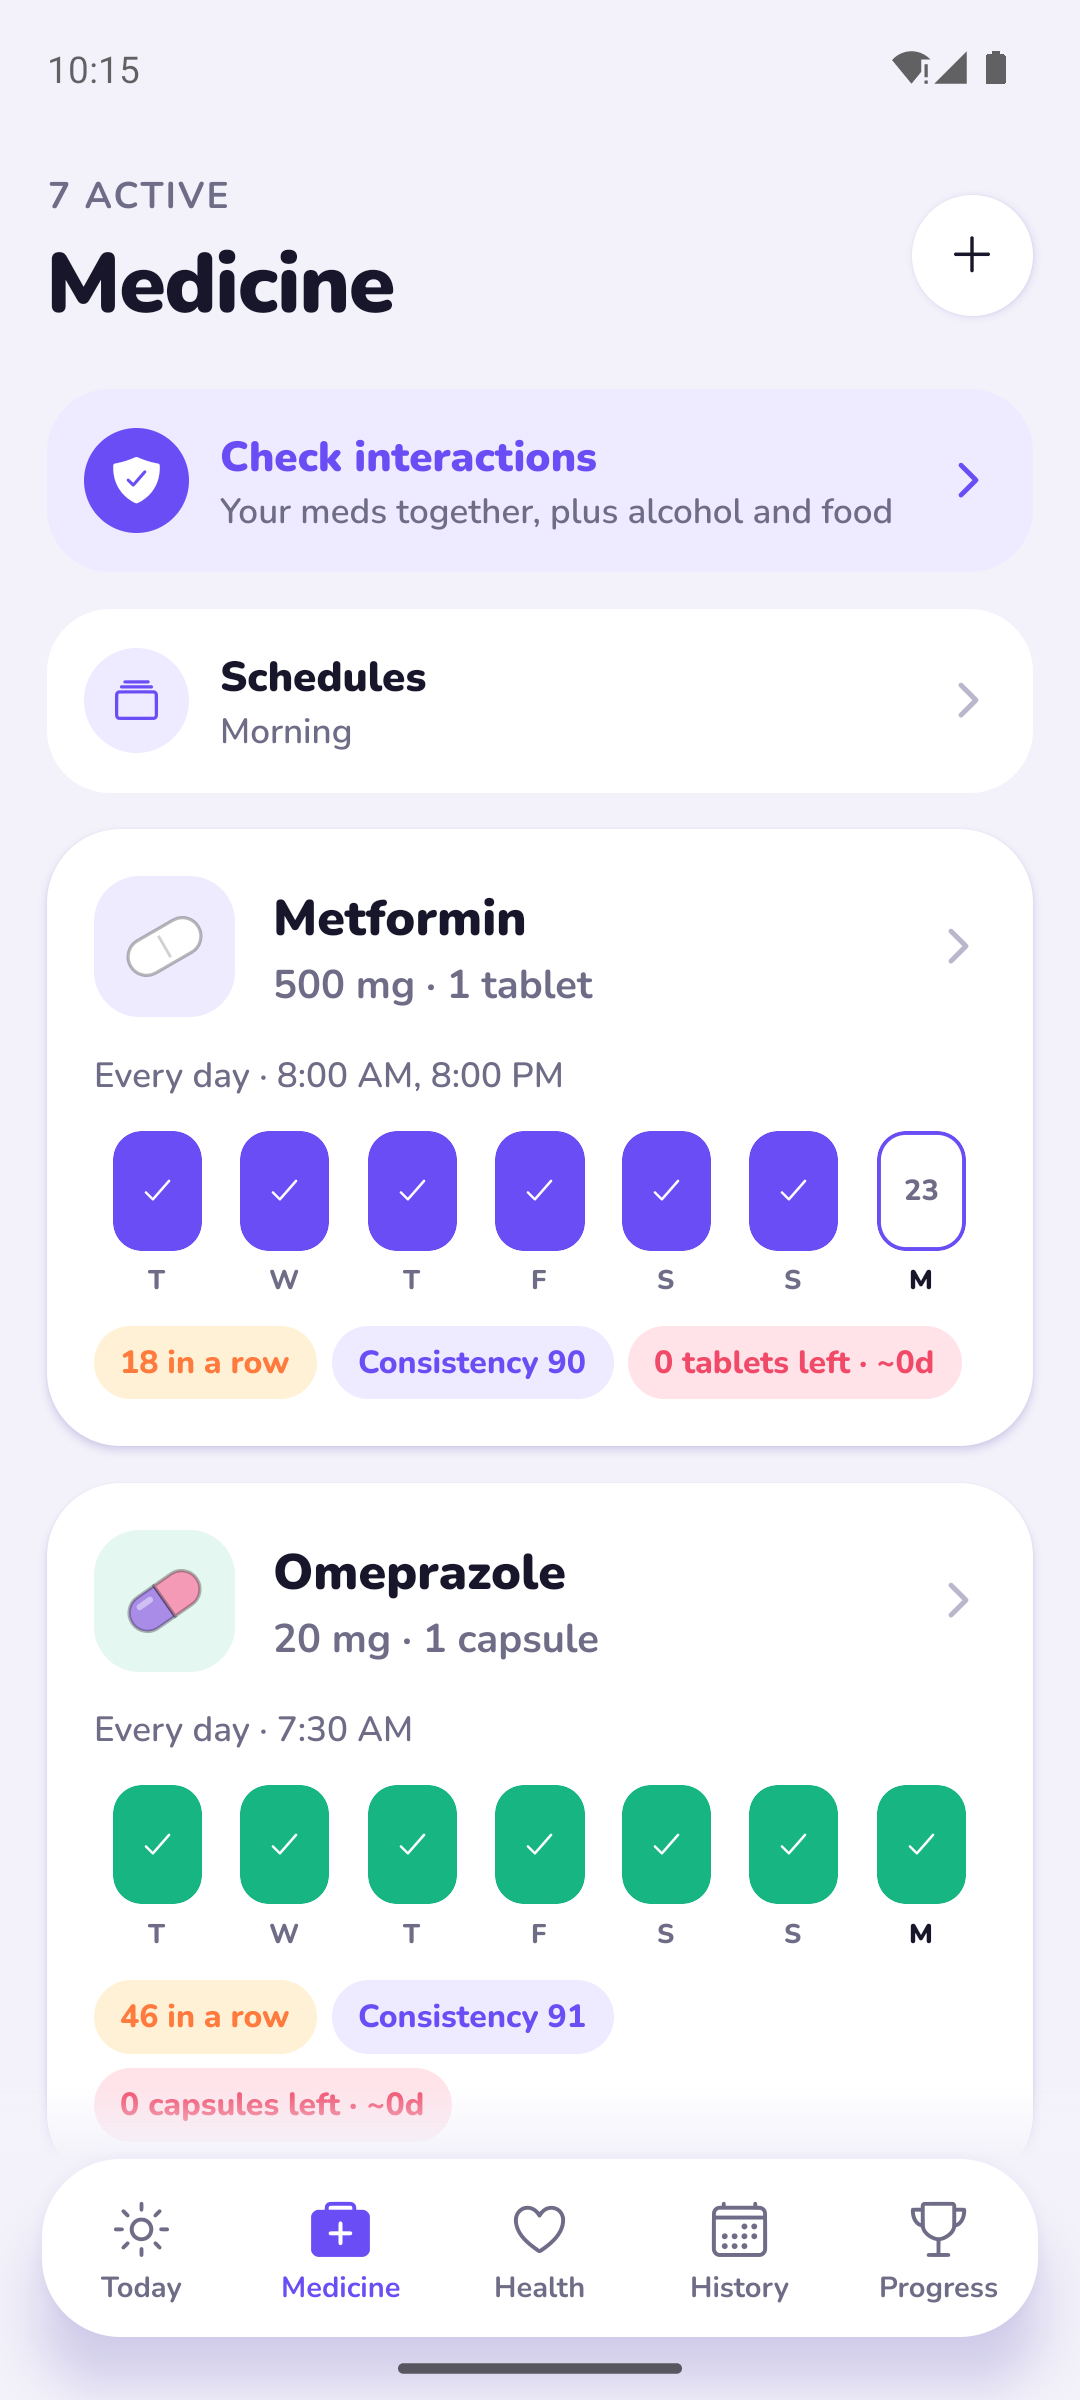 10:15
7 ACTIVE
Medicine
Check interactions
Your meds together, plus alcohol and food
Schedules
Morning
Metformin
500 mg · 1 tablet
Every day · 8:00 AM, 8:00 PM
23
T W T F S S M
18 in a row Consistency 90 0 tablets left · ~0d
Omeprazole
20 mg · 1 capsule
Every day · 7:30 AM
T W T F S S M
46 in a row Consistency 91
0 capsules left · ~0d
Today Medicine Health History Progress